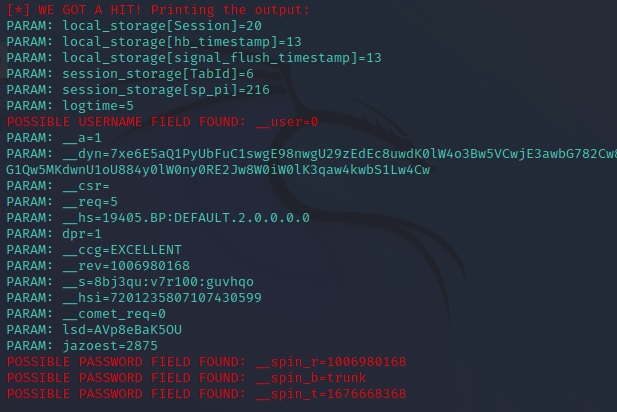 [*] WE GOT A HIT! Printing the output:
PARAM: local_storage[Session]=20
PARAM: local_storage[hb_timestamp]=13
PARAM: local_storage[signal_flush_timestamp]=13
PARAM: session_storage[TabId]=6
PARAM: session_storage[sp_pi]=216
PARAM: logtime=5
POSSIBLE USERNAME FIELD FOUND: __user=0
PARAM: __a=1
PARAM: __dyn=7xe6E5aQ1PyUbFuC1swgE98nwgU29zEdEc8uwdK0lW4o3Bw5VCwjE3awbG782Cw8
G1Qw5MKdwnU1oU884y0lW0ny0RE2Jw8W0iW0lK3qaw4kwbS1Lw4Cw
PARAM: __csr=
PARAM: __req=5
PARAM: __hs=19405.BP:DEFAULT.2.0.0.0.0
PARAM: dpr=1
PARAM: __ccg=EXCELLENT
PARAM: __rev=1006980168
PARAM: __s=8bj3qu:v7r100:guvhqo
PARAM: __hsi=7201235807107430599
PARAM: __comet_req=0
PARAM: lsd=AVp8eBaK5OU
PARAM: jazoest=2875
POSSIBLE PASSWORD FIELD FOUND: __spin_r=1006980168
POSSIBLE PASSWORD FIELD FOUND: __spin_b=trunk
POSSIBLE PASSWORD FIELD FOUND: __spin_t=1676668368